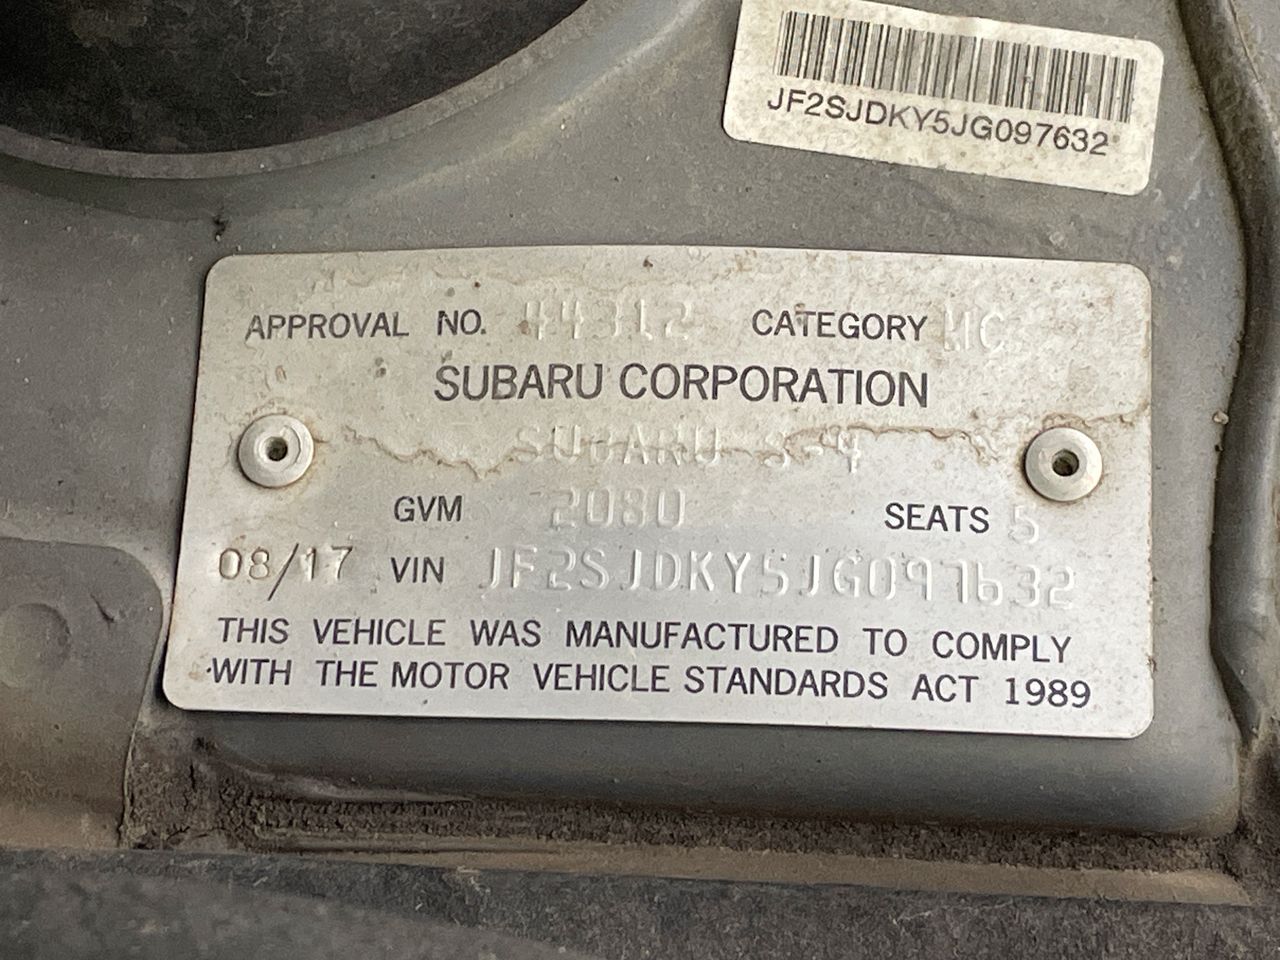 JF2SJDKY5JG097632
APPROVAL NO. 44312 CATEGORY MC
SUBARU CORPORATION
SUBARU S-4
GVM 2080 SEATS 5
08/17 VIN JF2SJDKY5JG097632
THIS VEHICLE WAS MANUFACTURED TO COMPLY
WITH THE MOTOR VEHICLE STANDARDS ACT 1989